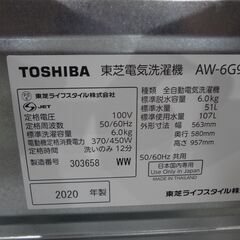 TOSHIBA 東芝電気洗濯機 AW-6G9
JET
定格電圧 100V
定格周波数 50/60Hz
標準洗濯容量 6.0kg
電動機定格消費電力 370/450W
定格時間 洗いのみ 12分
製造番号 303658 WW
2020 年製
種類 全自動電気洗濯機
標準脱水容量 6.0kg
標準水量 51L
標準使用水量 107L
外形寸法 幅 563mm
奥行 580mm
高さ 957mm
50/60Hz 共用
日本国内専用
Use Only in Japan
MADE IN THAILAND
東芝ライフスタイル株式会社
東芝ライフスタイル株式会